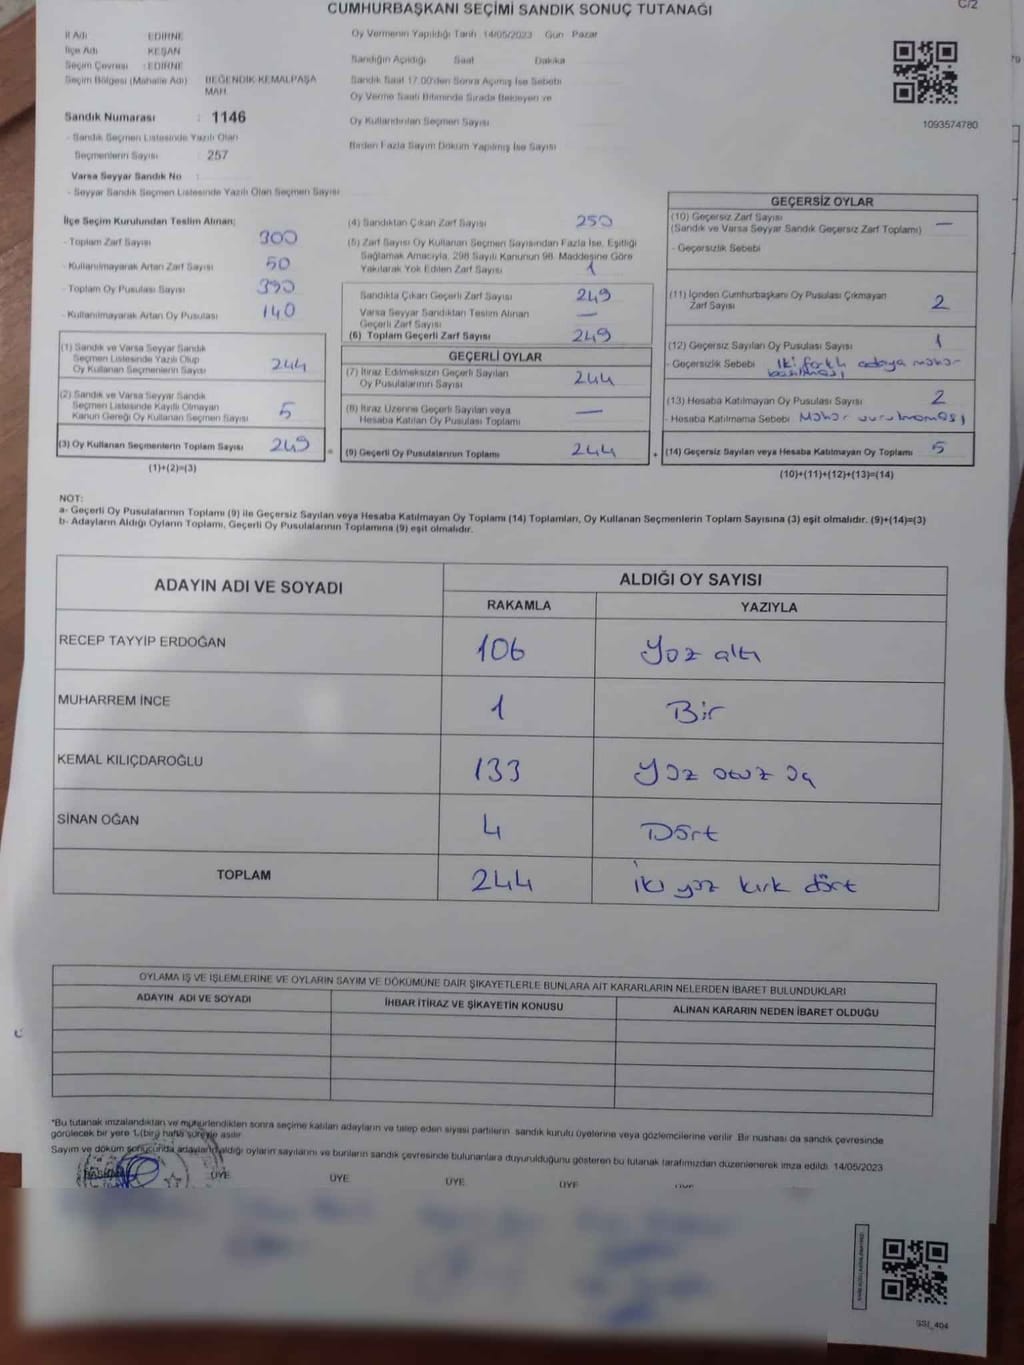 CUMHURBAŞKANI SEÇİMİ SANDIK SONUÇ TUTANAĞI
C/2
İl Adı : EDİRNE
İlçe Adı : KEŞAN
Seçim Çevresi : EDİRNE
Seçim Bölgesi (Mahalle Adı) : BEĞENDİK-KEMALPAŞA MAH.
Sandık Numarası : 1146
- Sandık Seçmen Listesinde Yazılı Olan
Seçmenlerin Sayısı : 257
Varsa Seyyar Sandık No :
- Seyyar Sandık Seçmen Listesinde Yazılı Olan Seçmen Sayısı
Oy Vermenin Yapıldığı Tarih 14/05/2023 Gün Pazar
Sandığın Açıldığı Saat Dakika
Sandık Saat 17.00'den Sonra Açılmış İse Sebebi
Oy Verme Saati Bitiminde Sırada Bekleyen ve
Oy Kullandırılan Seçmen Sayısı
Birden Fazla Sayım Döküm Yapılmış İse Sayısı
1093574780
İlçe Seçim Kurulundan Teslim Alınan;
- Toplam Zarf Sayısı 300
- Kullanılmayarak Artan Zarf Sayısı 50
- Toplam Oy Pusulası Sayısı 390
- Kullanılmayarak Artan Oy Pusulası 140
(1) Sandık ve Varsa Seyyar Sandık
Seçmen Listesinde Yazılı Olup
Oy Kullanan Seçmenlerin Sayısı 244
(2) Sandık ve Varsa Seyyar Sandık
Seçmen Listesinde Kayıtlı Olmayan
Kanun Gereği Oy Kullanan Seçmen Sayısı 5
(3) Oy Kullanan Seçmenlerin Toplam Sayısı 249
(1)+(2)=(3)
(4) Sandıktan Çıkan Zarf Sayısı 250
(5) Zarf Sayısı Oy Kullanan Seçmen Sayısından Fazla İse, Eşitliği
Sağlamak Amacıyla, 298 Sayılı Kanunun 98. Maddesine Göre
Yakılarak Yok Edilen Zarf Sayısı 1
Sandıkta Çıkan Geçerli Zarf Sayısı 249
Varsa Seyyar Sandıktan Teslim Alınan
Geçerli Zarf Sayısı —
(6) Toplam Geçerli Zarf Sayısı 249
GEÇERLİ OYLAR
(7) İtiraz Edilmeksizin Geçerli Sayılan
Oy Pusulalarının Sayısı 244
(8) İtiraz Üzerine Geçerli Sayılan veya
Hesaba Katılan Oy Pusulası Toplamı —
= (9) Geçerli Oy Pusulalarının Toplamı 244
GEÇERSİZ OYLAR
(10) Geçersiz Zarf Sayısı
(Sandık ve Varsa Seyyar Sandık Geçersiz Zarf Toplamı) —
- Geçersizlik Sebebi
(11) İçinden Cumhurbaşkanı Oy Pusulası Çıkmayan
Zarf Sayısı 2
(12) Geçersiz Sayılan Oy Pusulası Sayısı 1
- Geçersizlik Sebebi İki farklı adaya mühür
basılması
(13) Hesaba Katılmayan Oy Pusulası Sayısı 2
- Hesaba Katılmama Sebebi Mühür vurulmaması
+ (14) Geçersiz Sayılan veya Hesaba Katılmayan Oy Toplamı 5
(10)+(11)+(12)+(13)=(14)
NOT:
a- Geçerli Oy Pusulalarının Toplamı (9) ile Geçersiz Sayılan veya Hesaba Katılmayan Oy Toplamı (14) Toplamları, Oy Kullanan Seçmenlerin Toplam Sayısına (3) eşit olmalıdır. (9)+(14)=(3)
b- Adayların Aldığı Oyların Toplamı, Geçerli Oy Pusulalarının Toplamına (9) eşit olmalıdır.
ADAYIN ADI VE SOYADI
ALDIĞI OY SAYISI
RAKAMLA YAZIYLA
RECEP TAYYİP ERDOĞAN 106 Yüz altı
MUHARREM İNCE 1 Bir
KEMAL KILIÇDAROĞLU 133 Yüz otuz üç
SİNAN OĞAN 4 Dört
TOPLAM 244 İki yüz kırk dört
OYLAMA İŞ VE İŞLEMLERİNE VE OYLARIN SAYIM VE DÖKÜMÜNE DAİR ŞİKAYETLERLE BUNLARA AİT KARARLARIN NELERDEN İBARET BULUNDUKLARI
ADAYIN ADI VE SOYADI İHBAR İTİRAZ VE ŞİKAYETİN KONUSU ALINAN KARARIN NEDEN İBARET OLDUĞU
*Bu tutanak imzalandıktan ve mühürlendikten sonra seçime katılan adayların ve talep eden siyasi partilerin sandık kurulu üyelerine veya gözlemcilerine verilir. Bir nushası da sandık çevresinde
görülecek bir yere 1.(bir) hafta süreyle asılır.
Sayım ve döküm sonucunda adayların aldığı oyların sayılarını ve bunların sandık çevresinde bulunanlara duyurulduğunu gösteren bu tutanak tarafımızdan düzenlenerek imza edildi. 14/05/2023
BAŞKAN ÜYE ÜYE ÜYE ÜYE
SSİ_404